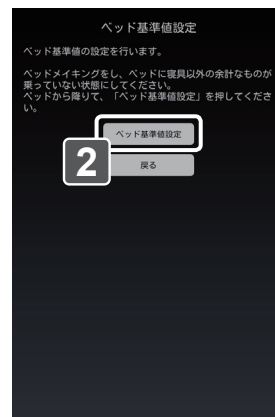 ベッド基準値設定
ベッド基準値の設定を行います。
ベッドメイキングをし、ベッドに寝具以外の余計なものが
乗っていない状態にしてください。
ベッドから降りて、「ベッド基準値設定」を押してくださ
い。
ベッド基準値設定
2
戻る